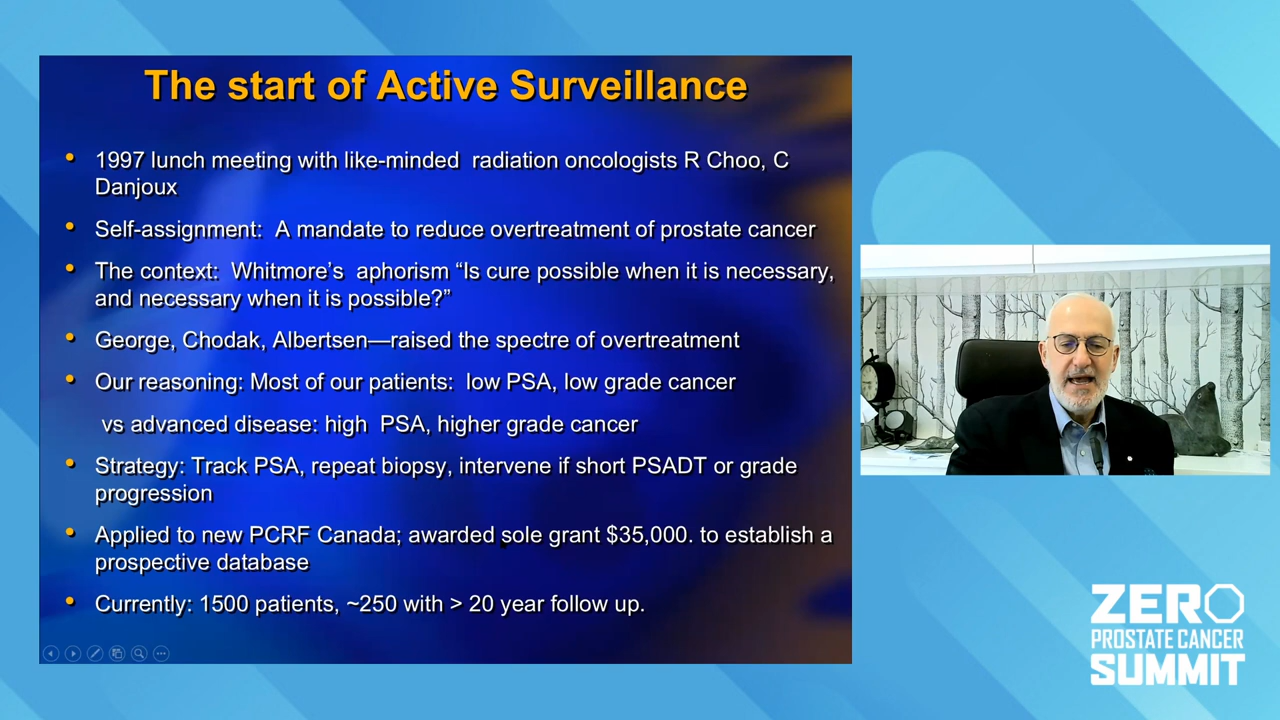 The start of Active Surveillance
• 1997 lunch meeting with like-minded radiation oncologists R Choo, C
Danjoux
• Self-assignment: A mandate to reduce overtreatment of prostate cancer
• The context: Whitmore’s aphorism “Is cure possible when it is necessary,
and necessary when it is possible?”
• George, Chodak, Albertsen—raised the spectre of overtreatment
• Our reasoning: Most of our patients: low PSA, low grade cancer
vs advanced disease: high PSA, higher grade cancer
• Strategy: Track PSA, repeat biopsy, intervene if short PSADT or grade
progression
• Applied to new PCRF Canada; awarded sole grant $35,000. to establish a
prospective database
• Currently: 1500 patients, ~250 with > 20 year follow up.
ZERO
PROSTATE CANCER
SUMMIT